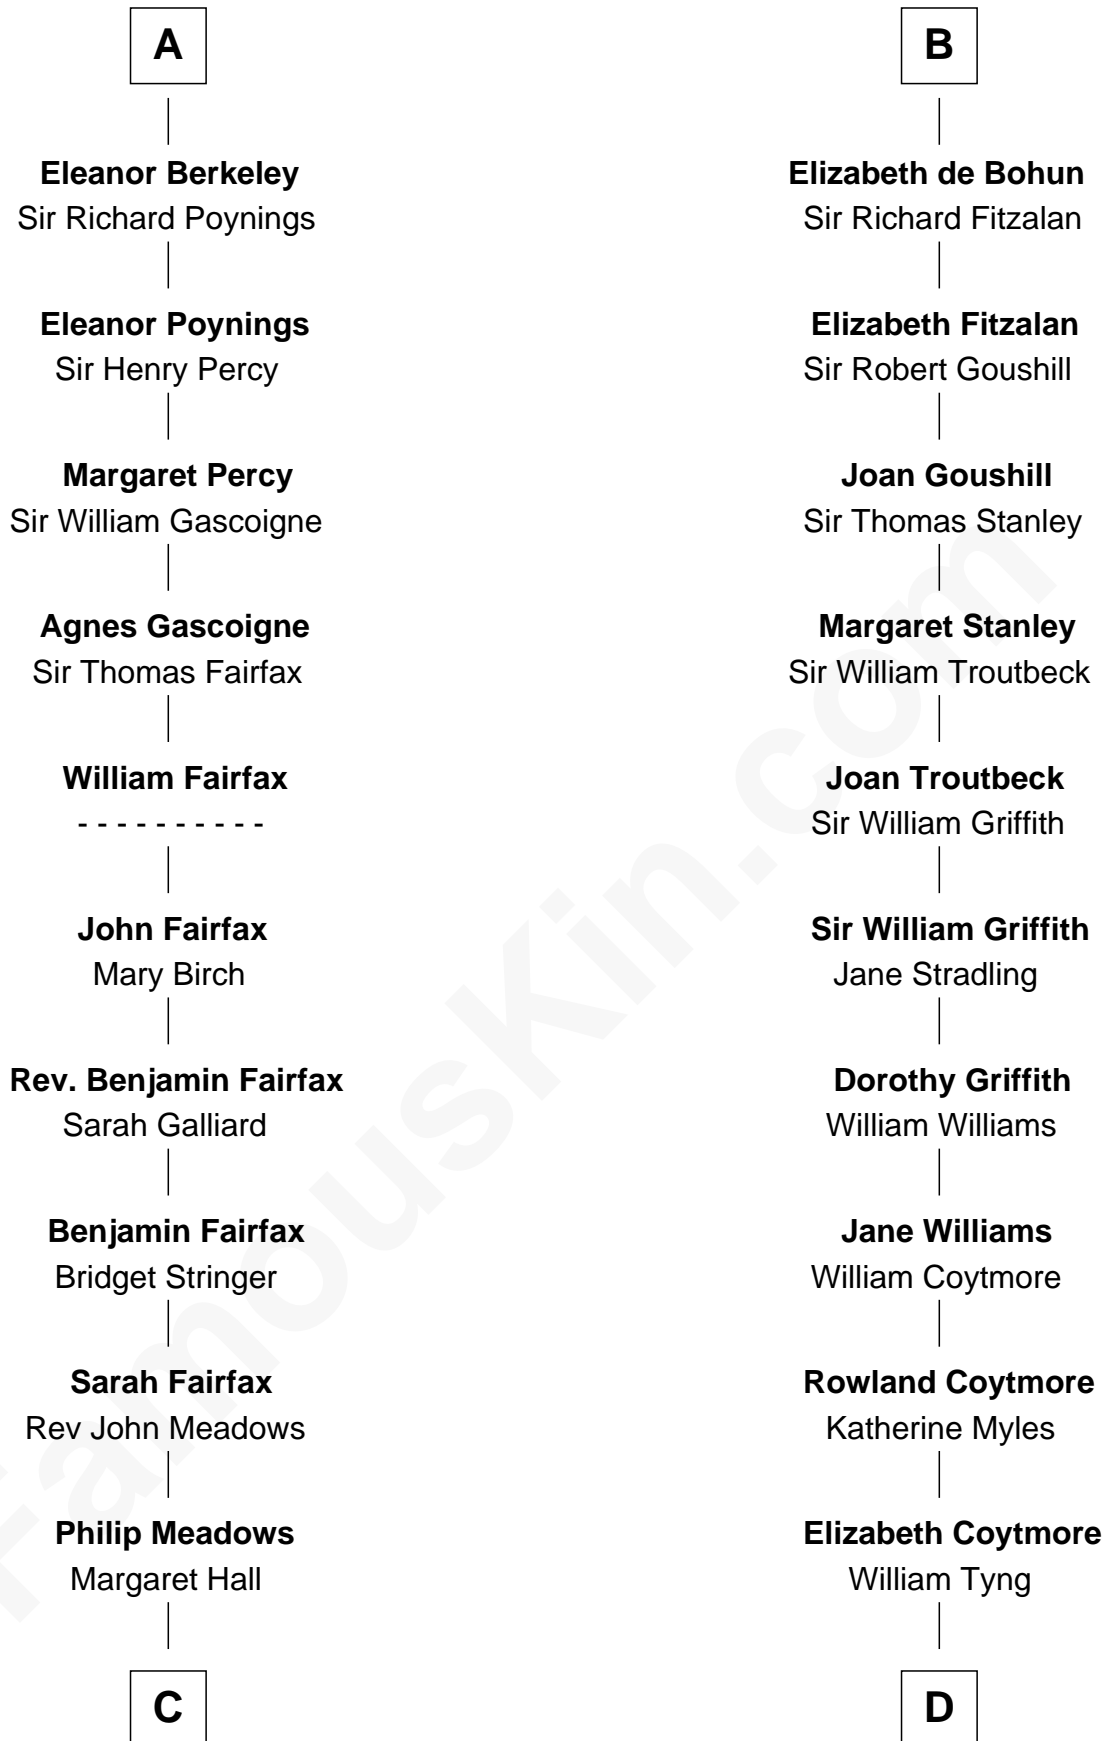 A
Eleanor Berkeley
Sir Richard Poynings
Eleanor Poynings
Sir Henry Percy
Margaret Percy
Sir William Gascoigne
Agnes Gascoigne
Sir Thomas Fairfax
William Fairfax
- - - - - - - - - -
John Fairfax
Mary Birch
Rev. Benjamin Fairfax
Sarah Galliard
Benjamin Fairfax
Bridget Stringer
Sarah Fairfax
Rev John Meadows
Philip Meadows
Margaret Hall
C
B
Elizabeth de Bohun
Sir Richard Fitzalan
Elizabeth Fitzalan
Sir Robert Goushill
Joan Goushill
Sir Thomas Stanley
Margaret Stanley
Sir William Troutbeck
Joan Troutbeck
Sir William Griffith
Sir William Griffith
Jane Stradling
Dorothy Griffith
William Williams
Jane Williams
William Coytmore
Rowland Coytmore
Katherine Myles
Elizabeth Coytmore
William Tyng
D
FamousKin.com